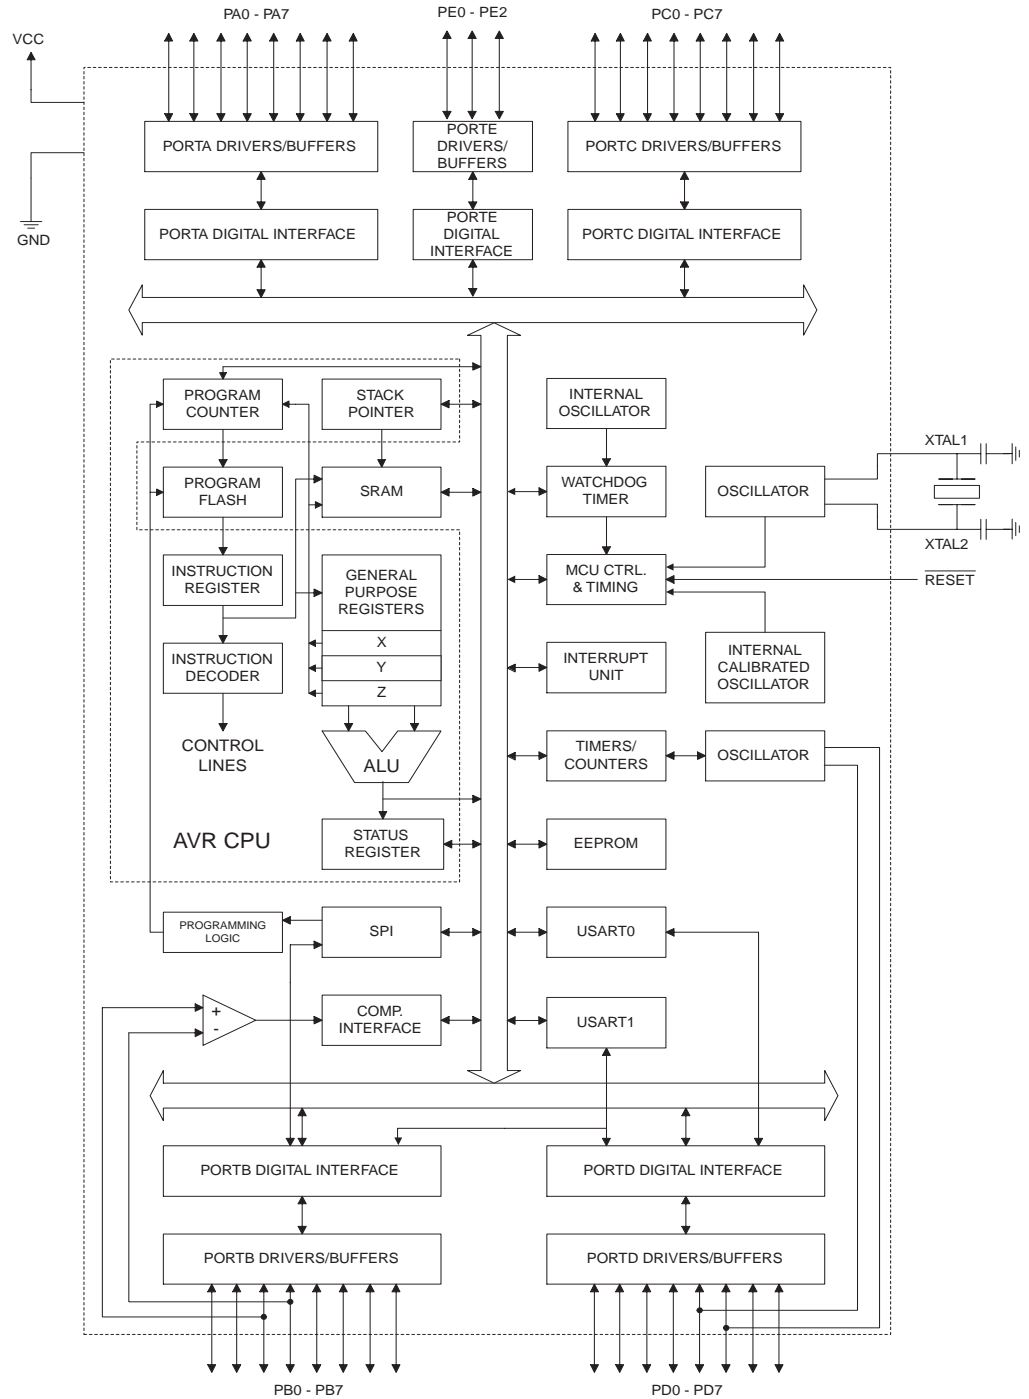 PA0 - PA7
PE0 - PE2
PC0 - PC7
VCC
GND
PORTA DRIVERS/BUFFERS
PORTE
DRIVERS/
BUFFERS
PORTC DRIVERS/BUFFERS
PORTA DIGITAL INTERFACE
PORTE
DIGITAL
INTERFACE
PORTC DIGITAL INTERFACE
PROGRAM
COUNTER
STACK
POINTER
INTERNAL
OSCILLATOR
XTAL1
PROGRAM
FLASH
SRAM
WATCHDOG
TIMER
OSCILLATOR
XTAL2
INSTRUCTION
REGISTER
GENERAL
PURPOSE
REGISTERS
MCU CTRL.
& TIMING
RESET
X
Y
Z
INSTRUCTION
DECODER
INTERRUPT
UNIT
INTERNAL
CALIBRATED
OSCILLATOR
CONTROL
LINES
ALU
TIMERS/
COUNTERS
OSCILLATOR
AVR CPU
STATUS
REGISTER
EEPROM
PROGRAMMING
LOGIC
SPI
USART0
+
-
COMP.
INTERFACE
USART1
PORTB DIGITAL INTERFACE
PORTD DIGITAL INTERFACE
PORTB DRIVERS/BUFFERS
PORTD DRIVERS/BUFFERS
PB0 - PB7
PD0 - PD7